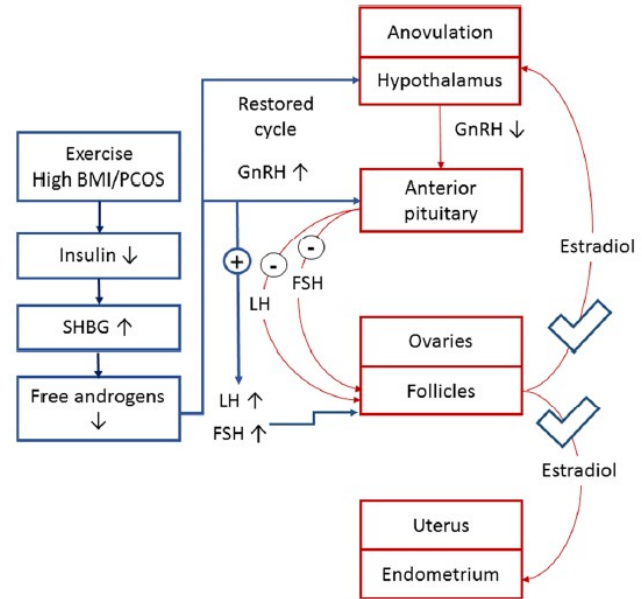 Anovulation
Hypothalamus
Restored
cycle
GnRH ↓
Exercise
High BMI/PCOS
GnRH ↑
Anterior
pituitary
Insulin ↓
+
-
-
Estradiol
LH
FSH
SHBG ↑
Ovaries
Free androgens
↓
Follicles
LH ↑
FSH ↑
Estradiol
Uterus
Endometrium